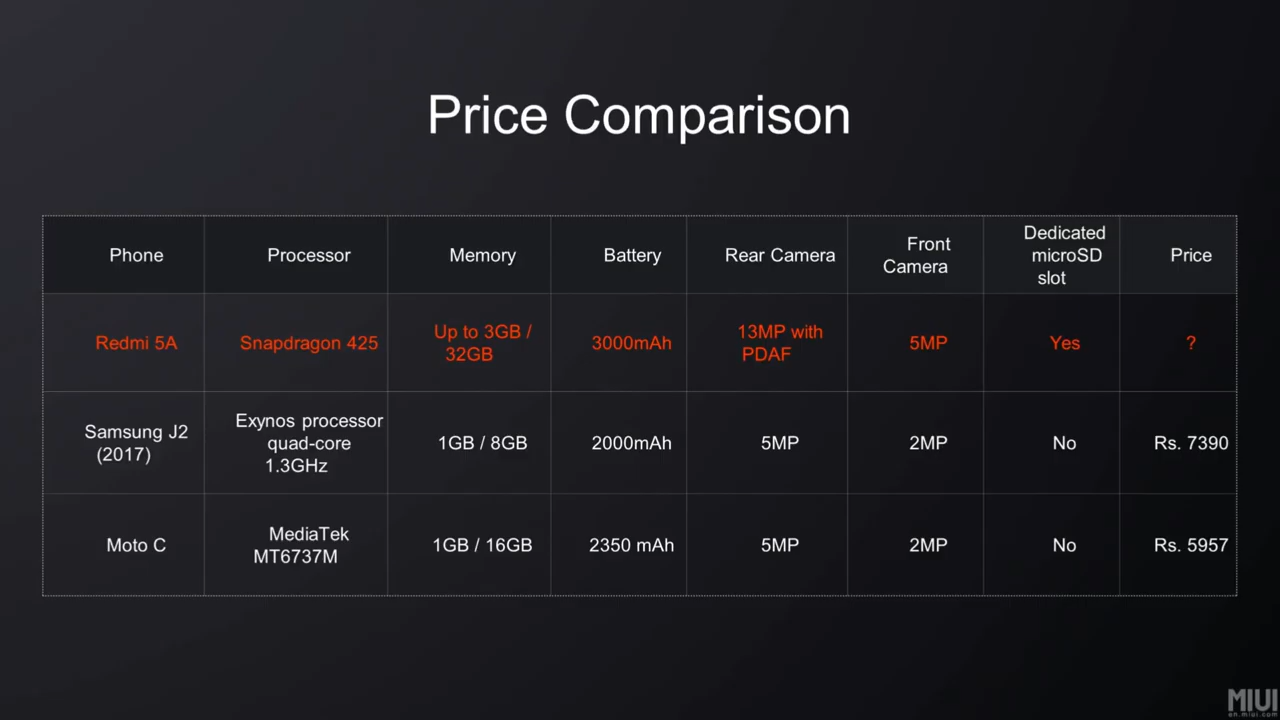 Price Comparison
Phone
Processor
Memory
Battery
Rear Camera
Front
Camera
Dedicated
microSD
slot
Price
Redmi 5A
Snapdragon 425
Up to 3GB /
32GB
3000mAh
13MP with
PDAF
5MP
Yes
?
Samsung J2
(2017)
Exynos processor
quad-core
1.3GHz
1GB / 8GB
2000mAh
5MP
2MP
No
Rs. 7390
Moto C
MediaTek
MT6737M
1GB / 16GB
2350 mAh
5MP
2MP
No
Rs. 5957
MIUI
en.miui.com